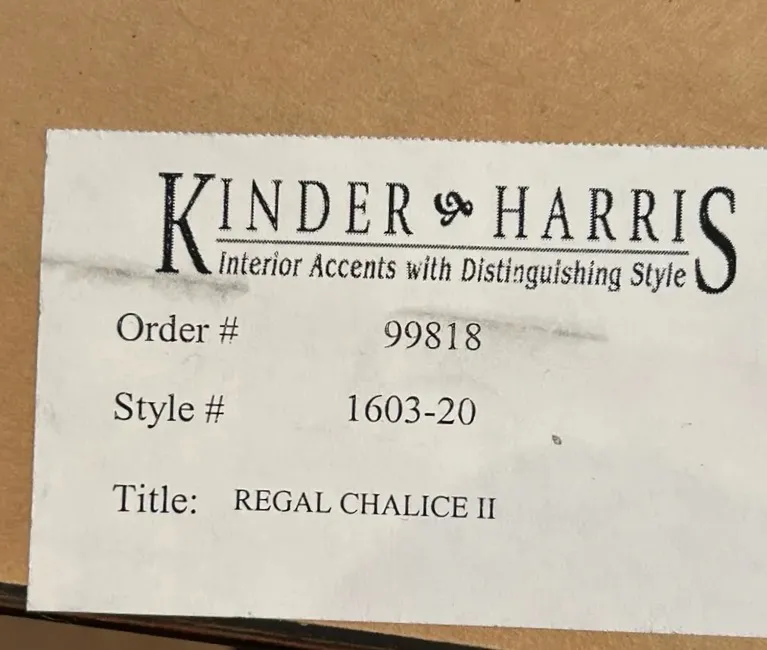 KINDER & HARRIS
Interior Accents with Distinguishing Style
Order # 99818
Style # 1603-20
Title: REGAL CHALICE II